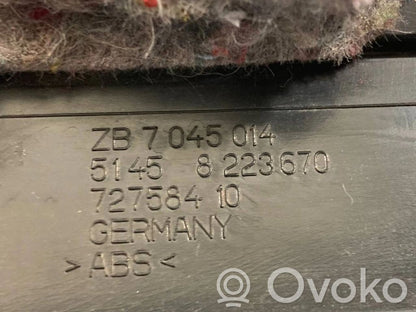 ZB 7 045 014
5145 8 223 670
727584 10
GERMANY
>ABS<
Ovoko